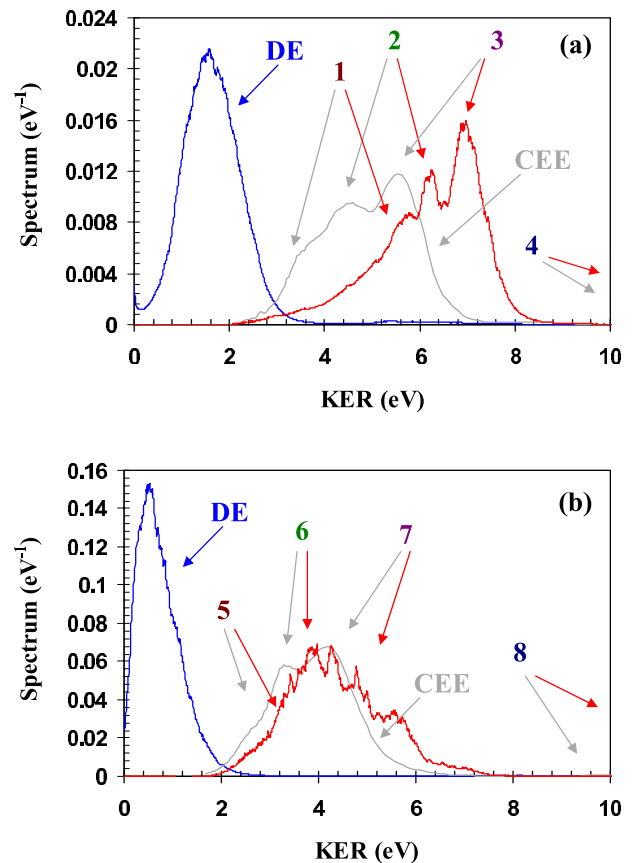 (a)
DE
1
2
3
CEE
4
Spectrum (eV⁻¹)
0.024
0.02
0.016
0.012
0.008
0.004
0
0 2 4 6 8 10
KER (eV)
(b)
DE
5
6
7
CEE
8
Spectrum (eV⁻¹)
0.16
0.14
0.12
0.1
0.08
0.06
0.04
0.02
0
0 2 4 6 8 10
KER (eV)